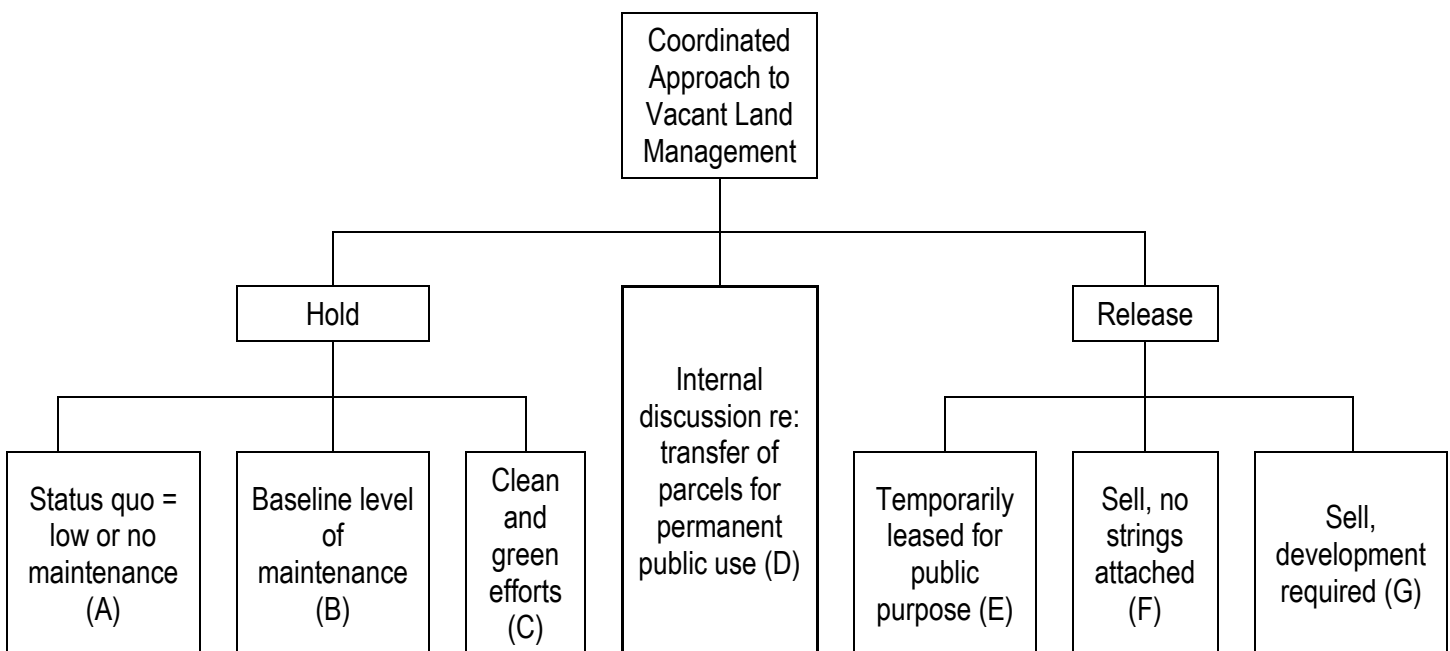 Coordinated
Approach to
Vacant Land
Management
Hold
Release
Internal
discussion re:
transfer of
parcels for
permanent
public use (D)
Status quo =
low or no
maintenance
(A)
Baseline level
of
maintenance
(B)
Clean
and
green
efforts
(C)
Temporarily
leased for
public
purpose (E)
Sell, no
strings
attached
(F)
Sell,
development
required (G)